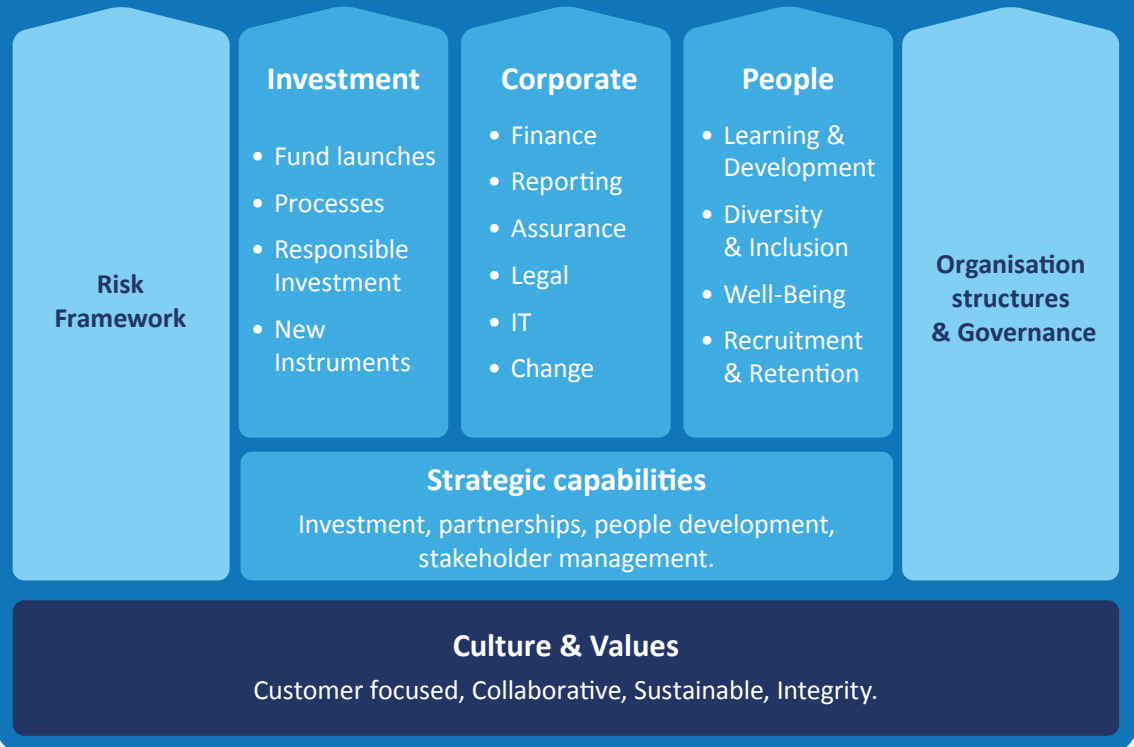 Risk
Framework
Investment
• Fund launches
• Processes
• Responsible
Investment
• New
Instruments
Corporate
• Finance
• Reporting
• Assurance
• Legal
• IT
• Change
People
• Learning &
Development
• Diversity
& Inclusion
• Well-Being
• Recruitment
& Retention
Organisation
structures
& Governance
Strategic capabilities
Investment, partnerships, people development,
stakeholder management.
Culture & Values
Customer focused, Collaborative, Sustainable, Integrity.